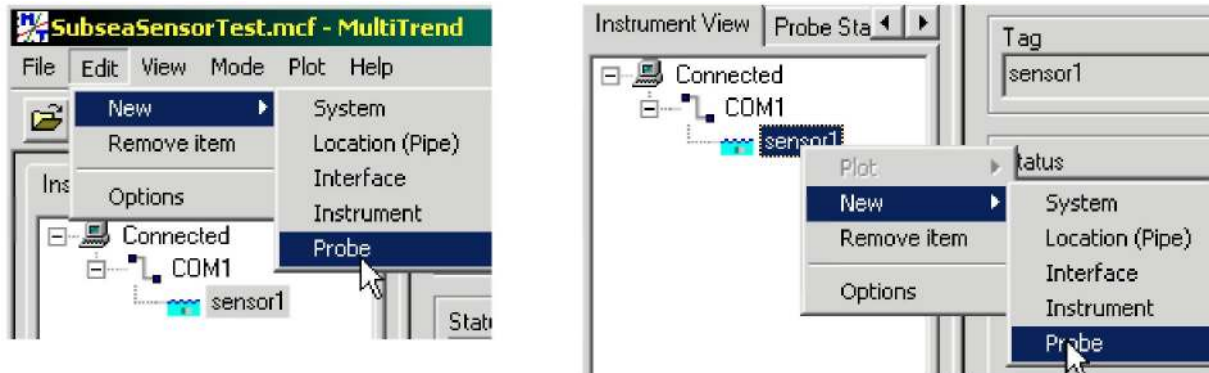 SubseaSensorTest.mcf - MultiTrend
File Edit View Mode Plot Help
New
Remove item
Options
System
Location (Pipe)
Interface
Instrument
Probe
Connected
COM1
sensor1
Instrument View Probe Sta
Connected
COM1
sensor1
Tag
sensor1
Plot
New
Remove item
Options
System
Location (Pipe)
Interface
Instrument
Probe